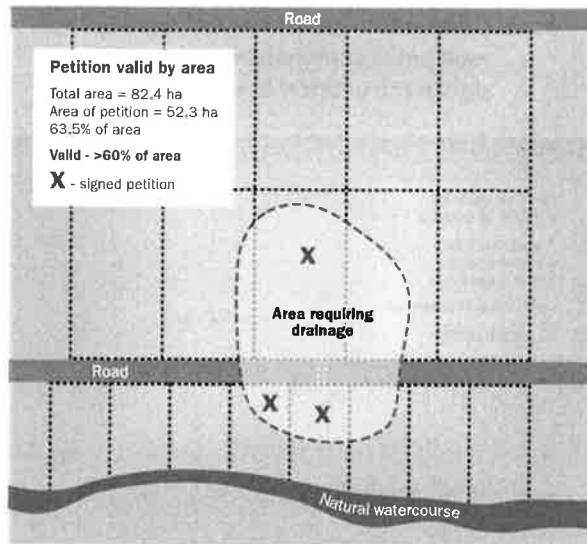 Road
Petition valid by area
Total area = 82.4 ha
Area of petition = 52.3 ha
63.5% of area
Valid - >60% of area
X - signed petition
X
Area requiring
drainage
Road
X
X
Natural watercourse